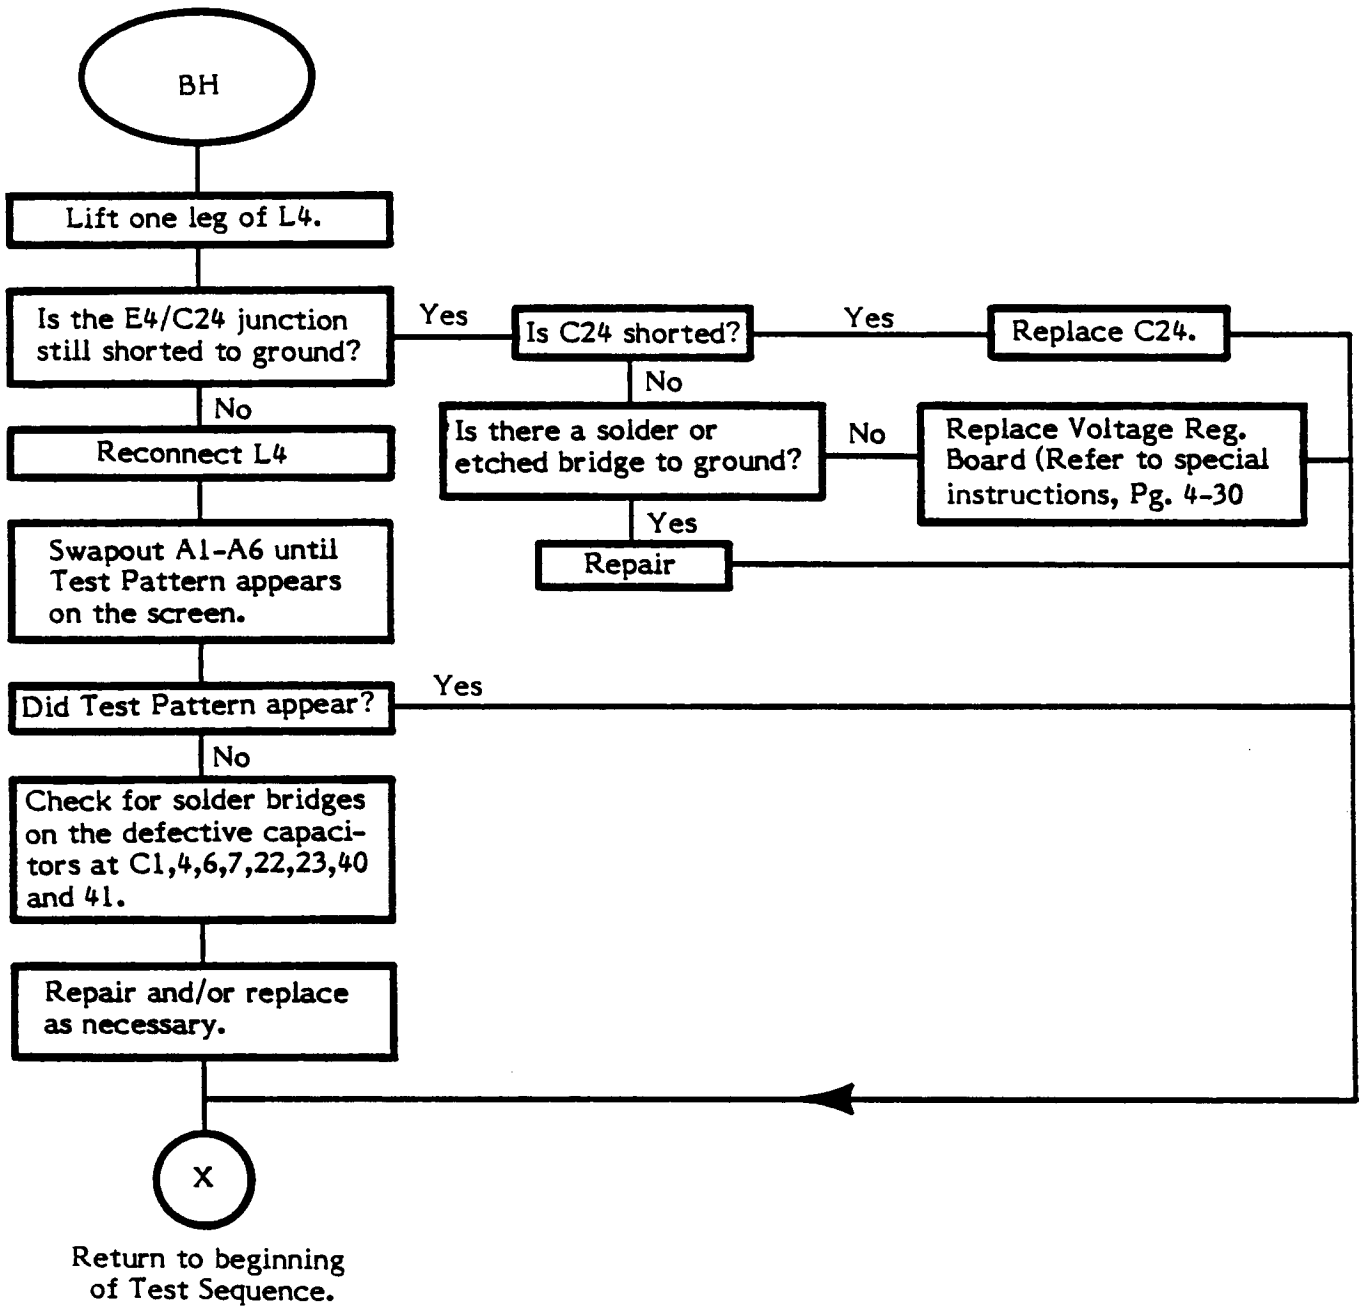 BH
Lift one leg of L4.
Is the E4/C24 junction
still shorted to ground?
Yes
Is C24 shorted?
Yes
Replace C24.
No
No
Reconnect L4
Is there a solder or
etched bridge to ground?
No
Replace Voltage Reg.
Board (Refer to special
instructions, Pg. 4-30
Yes
Repair
Swapout A1-A6 until
Test Pattern appears
on the screen.
Did Test Pattern appear?
Yes
No
Check for solder bridges
on the defective capaci-
tors at C1,4,6,7,22,23,40
and 41.
Repair and/or replace
as necessary.
X
Return to beginning
of Test Sequence.